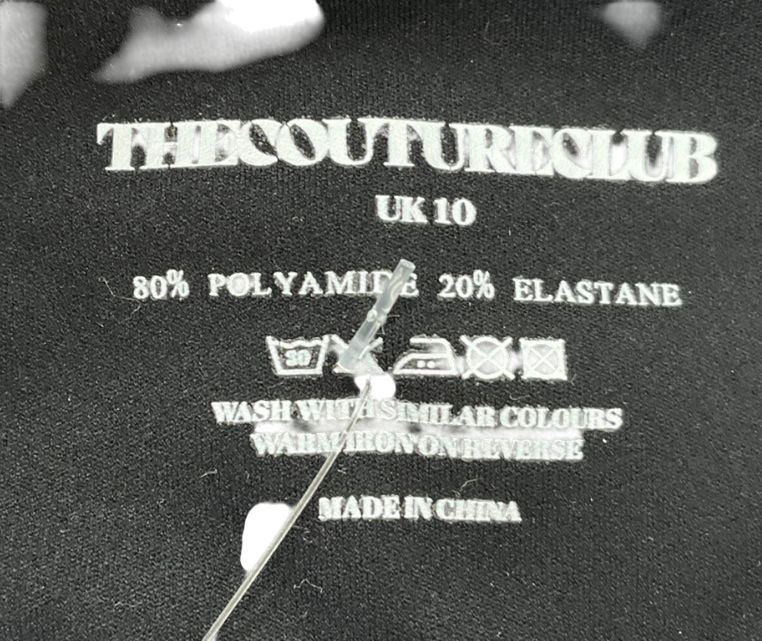 THECOUTURECLUB
UK 10
80% POLYAMIDE 20% ELASTANE
30
WASH WITH SIMILAR COLOURS
WARM IRON ON REVERSE
MADE IN CHINA